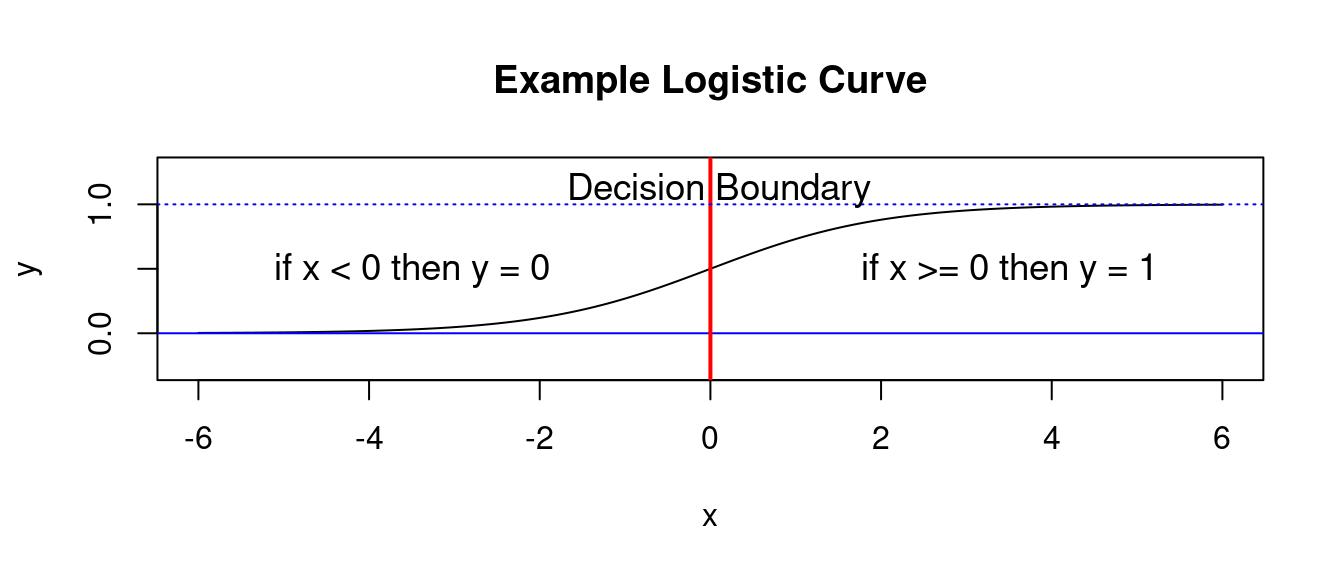 Example Logistic Curve
Decision Boundary
1.0
if x < 0 then y = 0
if x >= 0 then y = 1
y
0.0
-6 -4 -2 0 2 4 6
x